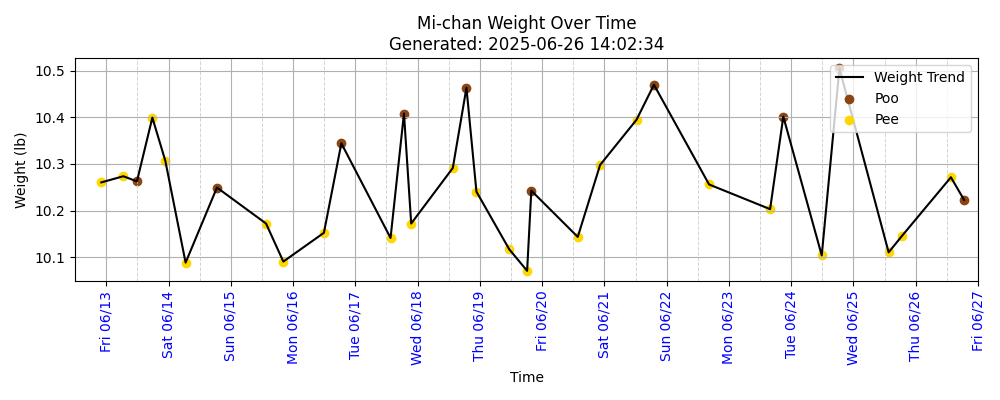 Mi-chan Weight Over Time
Generated: 2025-06-26 14:02:34
Weight (lb)
10.5
10.4
10.3
10.2
10.1
Weight Trend
Poo
Pee
Fri 06/13
Sat 06/14
Sun 06/15
Mon 06/16
Tue 06/17
Wed 06/18
Thu 06/19
Fri 06/20
Sat 06/21
Sun 06/22
Mon 06/23
Tue 06/24
Wed 06/25
Thu 06/26
Fri 06/27
Time